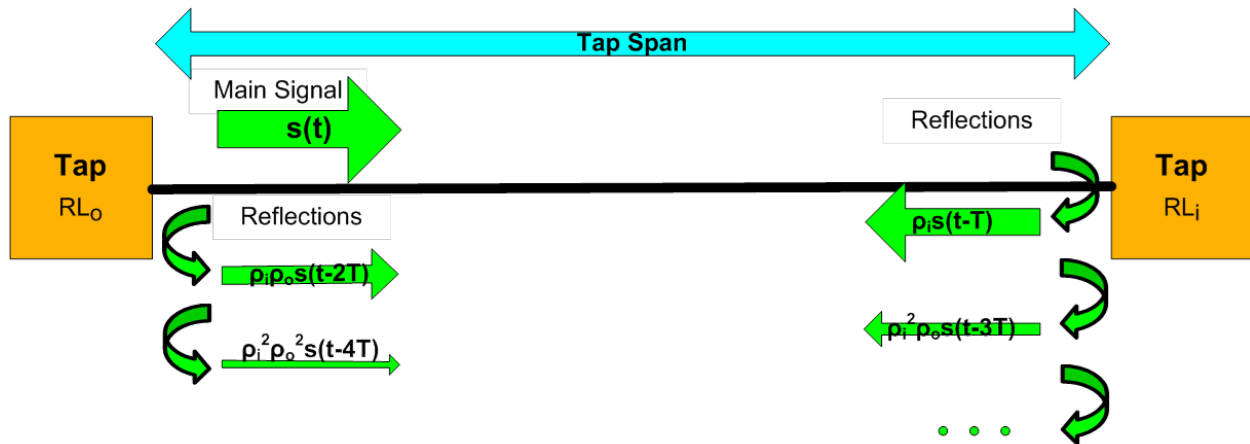 Tap Span
Main Signal
s(t)
Reflections
Tap
RLₒ
Tap
RLᵢ
Reflections
ρᵢs(t-T)
ρᵢρₒs(t-2T)
ρᵢ²ρₒs(t-3T)
ρᵢ²ρₒ²s(t-4T)